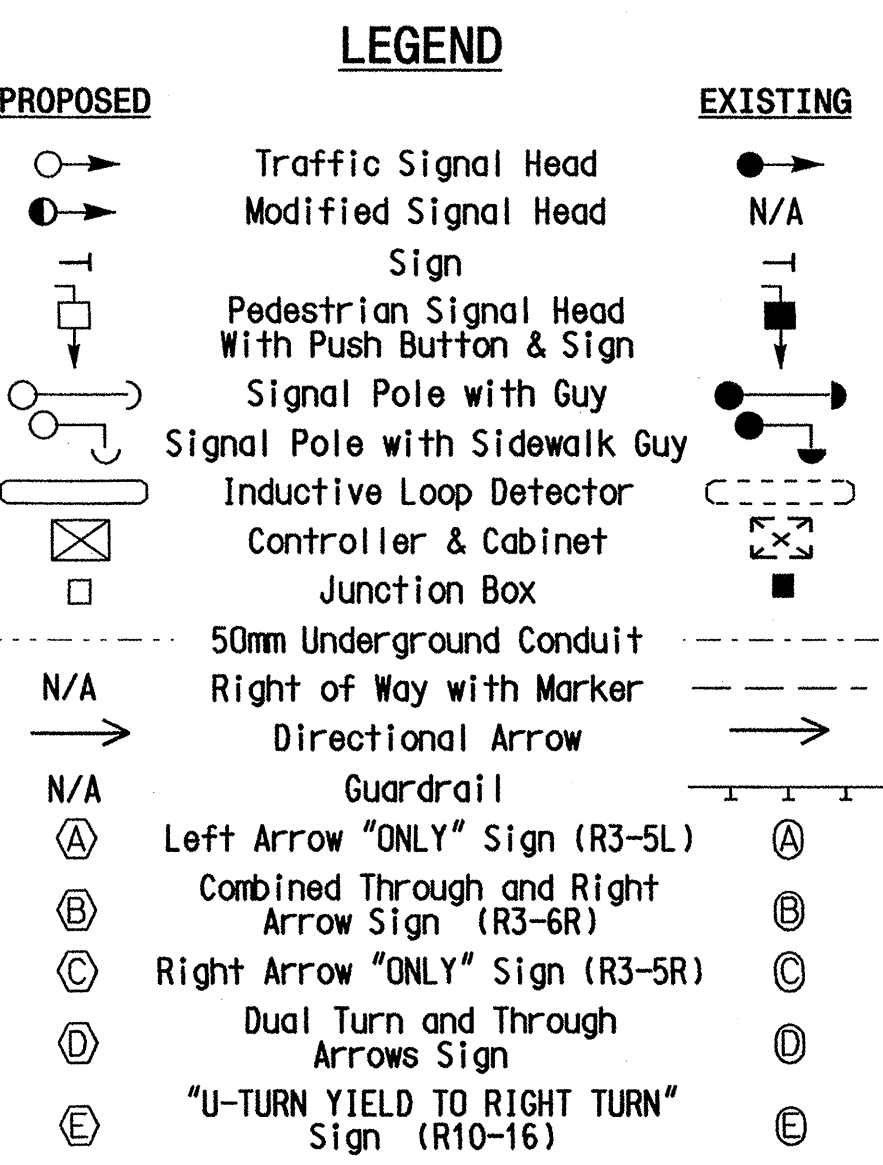 LEGEND
PROPOSED EXISTING
Traffic Signal Head
Modified Signal Head N/A
Sign
Pedestrian Signal Head
With Push Button & Sign
Signal Pole with Guy
Signal Pole with Sidewalk Guy
Inductive Loop Detector
Controller & Cabinet
Junction Box
50mm Underground Conduit
N/A Right of Way with Marker
Directional Arrow
N/A Guardrail
A Left Arrow "ONLY" Sign (R3-5L) A
Combined Through and Right
B Arrow Sign (R3-6R) B
C Right Arrow "ONLY" Sign (R3-5R) C
Dual Turn and Through
D Arrows Sign D
"U-TURN YIELD TO RIGHT TURN"
E Sign (R10-16) E